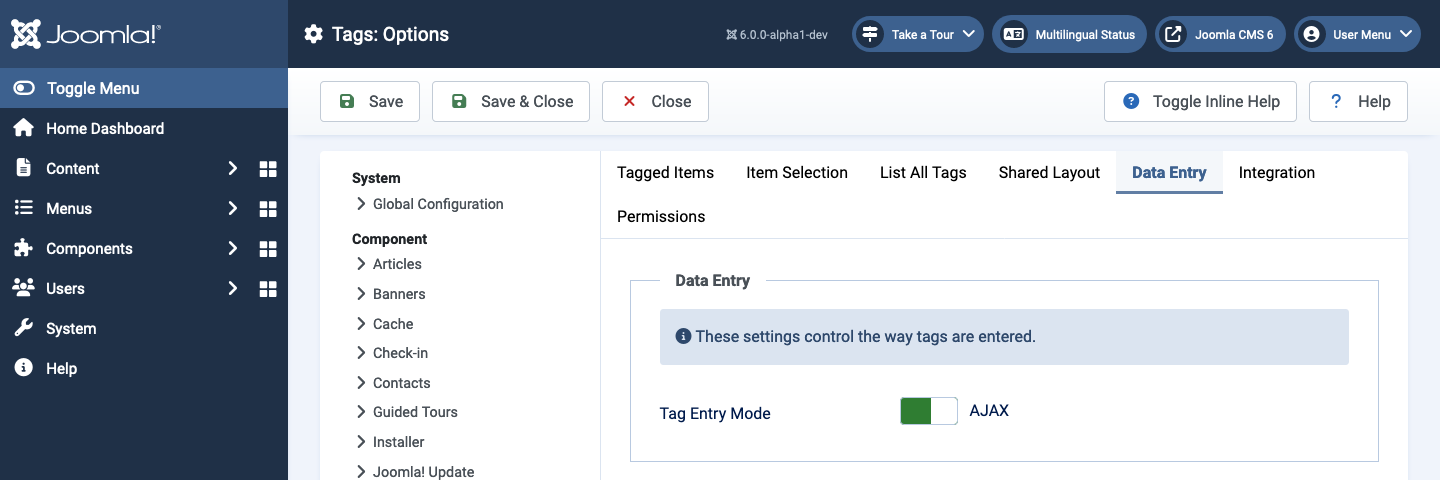 Joomla!®
Tags: Options
6.0.0-alpha1-dev
Take a Tour
Multilingual Status
Joomla CMS 6
User Menu
Toggle Menu
Home Dashboard
Content
Menus
Components
Users
System
Help
Save
Save & Close
Close
Toggle Inline Help
? Help
System
Global Configuration
Component
Articles
Banners
Cache
Check-in
Contacts
Guided Tours
Installer
Joomla! Update
Tagged Items
Item Selection
List All Tags
Shared Layout
Data Entry
Integration
Permissions
Data Entry
These settings control the way tags are entered.
Tag Entry Mode
AJAX